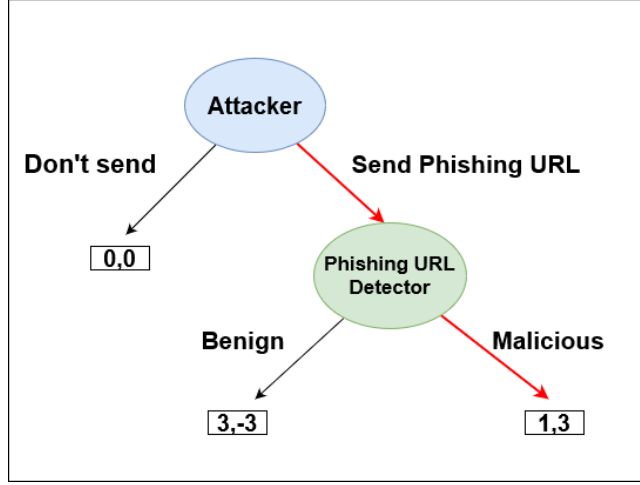 Attacker
Don't send
Send Phishing URL
0,0
Phishing URL
Detector
Benign
Malicious
3,-3
1,3